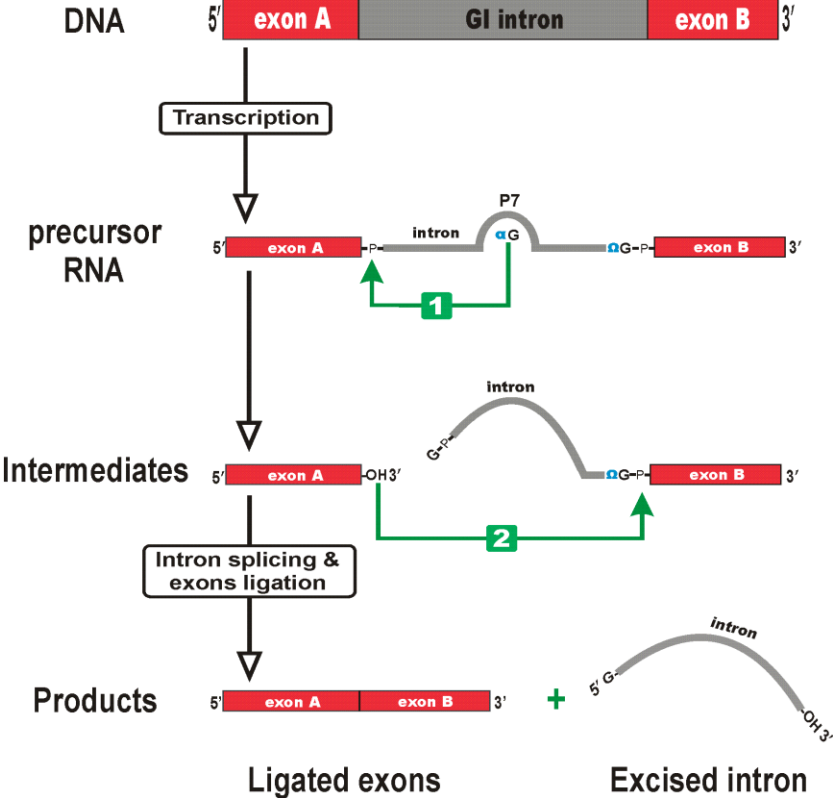 DNA
5′ exon A GI intron exon B 3′
Transcription
P7
precursor
RNA
intron
αG
5′ exon A P ΩG-P exon B 3′
1
intron
G-P
Intermediates
5′ exon A OH3′ ΩG-P exon B 3′
2
Intron splicing &
exons ligation
intron
Products
5′ exon A exon B 3′ + 5′ G OH3′
Ligated exons Excised intron